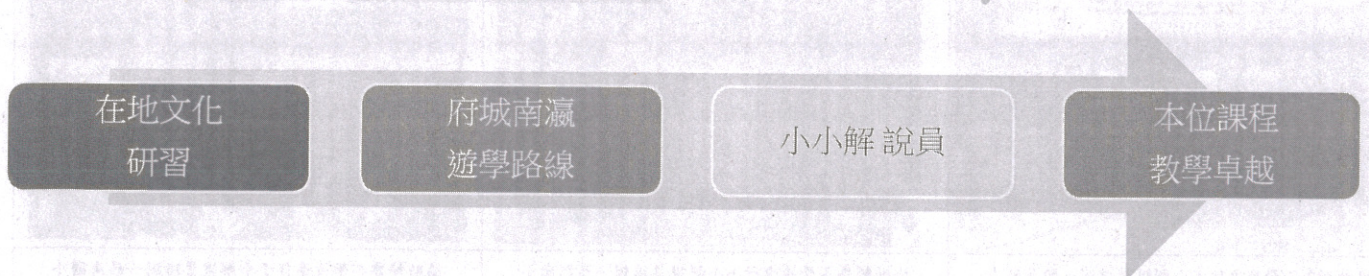 在地文化
研習
府城南瀛
遊學路線
小小解說員
本位課程
教學卓越